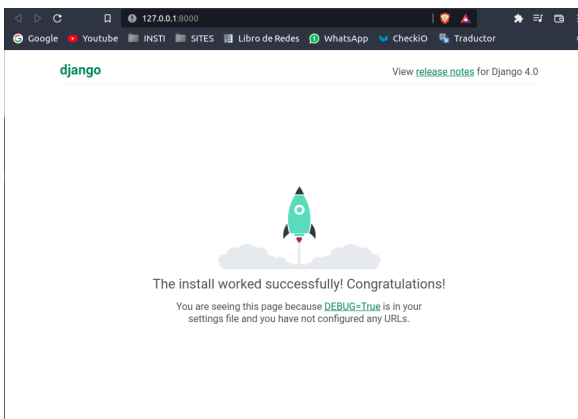 127.0.0.1:8000
Google Youtube INSTI SITES Libro de Redes WhatsApp CheckiO Traductor
django
View release notes for Django 4.0
The install worked successfully! Congratulations!
You are seeing this page because DEBUG=True is in your
settings file and you have not configured any URLs.